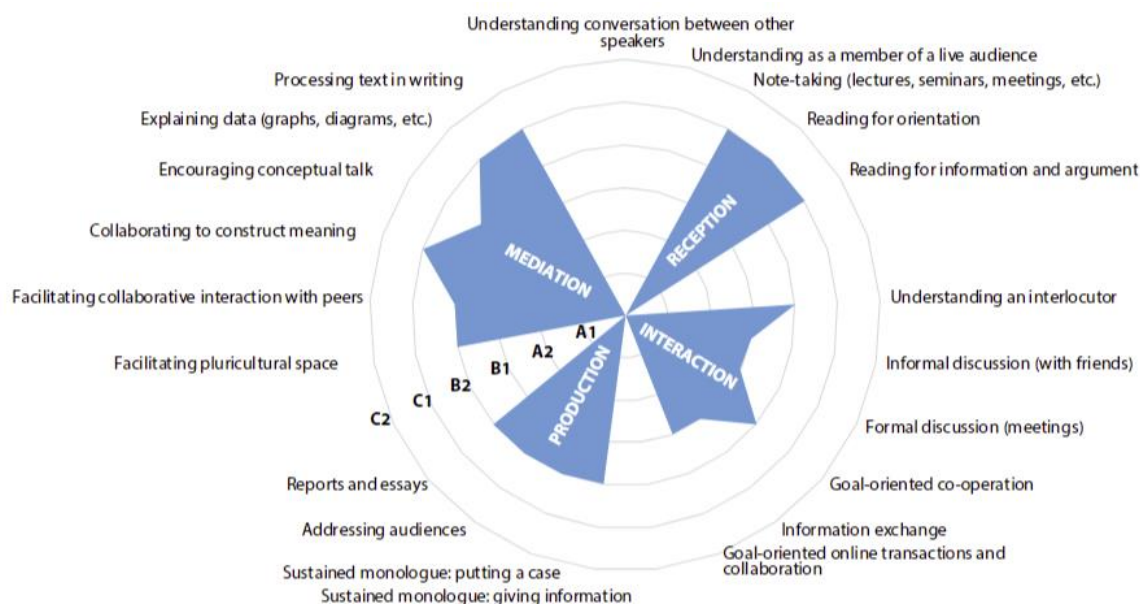 Understanding conversation between other
speakers
Understanding as a member of a live audience
Note-taking (lectures, seminars, meetings, etc.)
Reading for orientation
Reading for information and argument
Understanding an interlocutor
Informal discussion (with friends)
Formal discussion (meetings)
Goal-oriented co-operation
Information exchange
Goal-oriented online transactions and
collaboration
Sustained monologue: giving information
Sustained monologue: putting a case
Addressing audiences
Reports and essays
Facilitating pluricultural space
Facilitating collaborative interaction with peers
Collaborating to construct meaning
Encouraging conceptual talk
Explaining data (graphs, diagrams, etc.)
Processing text in writing
RECEPTION
INTERACTION
PRODUCTION
MEDIATION
A1
A2
B1
B2
C1
C2